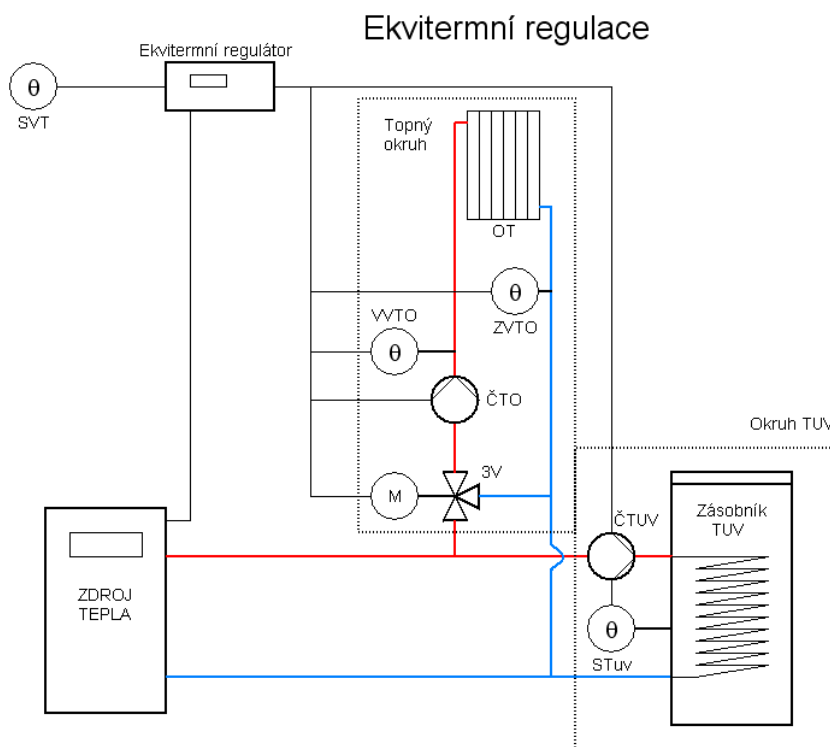 Ekvitermní regulace
Ekvitermní regulátor
θ
SVT
Topný
okruh
OT
θ
ZVTO
VVTO
θ
ČTO
Okruh TUV
3V
M
ČTUV
Zásobník
TUV
ZDROJ
TEPLA
θ
STuv